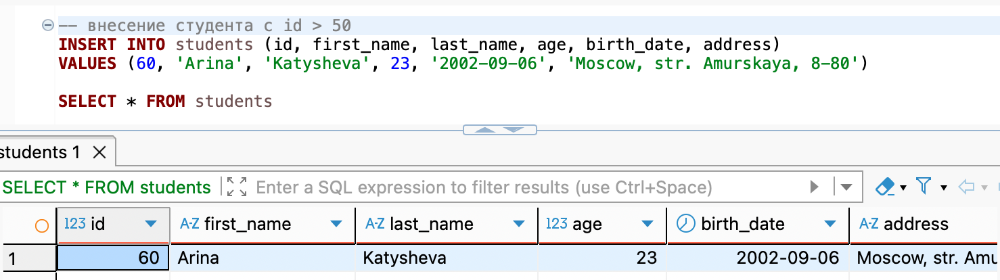 -- внесение студента с id > 50
INSERT INTO students (id, first_name, last_name, age, birth_date, address)
VALUES (60, 'Arina', 'Katysheva', 23, '2002-09-06', 'Moscow, str. Amurskaya, 8-80')
SELECT * FROM students
students 1
SELECT * FROM students Enter a SQL expression to filter results (use Ctrl+Space)
123 id A-Z first_name A-Z last_name 123 age birth_date A-Z address
1 60 Arina Katysheva 23 2002-09-06 Moscow, str. Amu